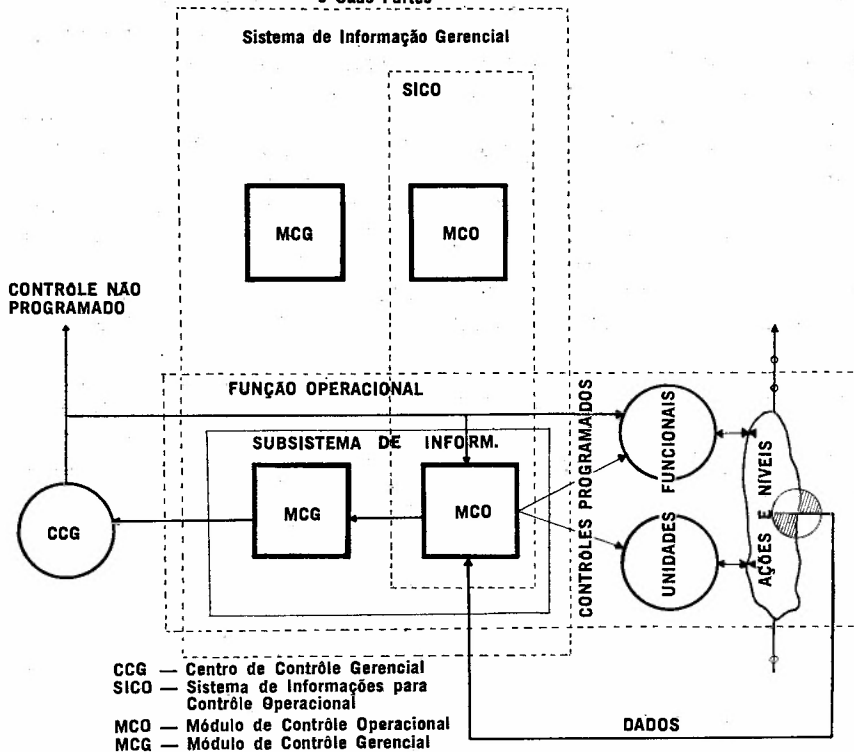 Sistema de Informação Gerencial
SICO
MCG
MCO
CONTRÔLE NÃO
PROGRAMADO
FUNÇÃO OPERACIONAL
SUBSISTEMA DE INFORM.
MCG
MCO
CCG
CONTRÔLES PROGRAMADOS
UNIDADES FUNCIONAIS
AÇÕES E NÍVEIS
CCG — Centro de Contrôle Gerencial
SICO — Sistema de Informações para
Contrôle Operacional
MCO — Módulo de Contrôle Operacional
MCG — Módulo de Contrôle Gerencial
DADOS